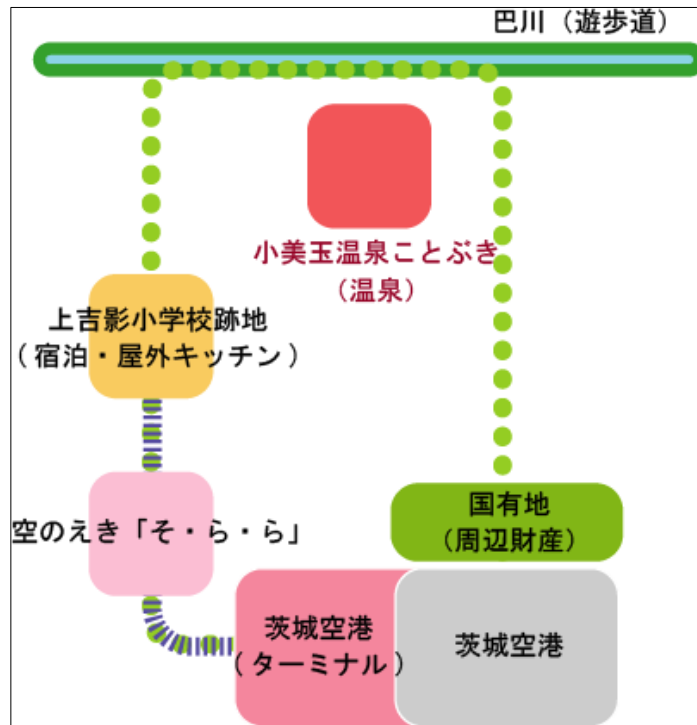 巴川（遊歩道）
小美玉温泉ことぶき
（温泉）
上吉影小学校跡地
（宿泊・屋外キッチン）
空のえき「そ・ら・ら」
国有地
（周辺財産）
茨城空港
（ターミナル）
茨城空港